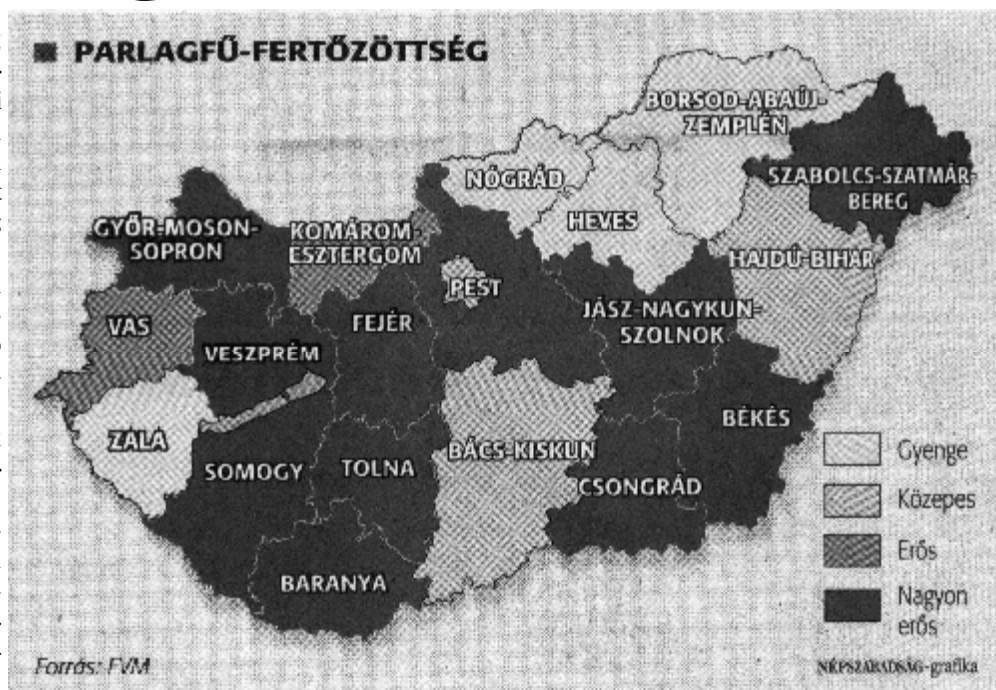 PARLAGFŰ-FERTŐZÖTTSÉG
BORSOD-ABAÚJ-
ZEMPLÉN
NÓGRÁD
SZABOLCS-SZATMÁR-
BEREG
HEVES
GYŐR-MOSON-
SOPRON
KOMÁROM-
ESZTERGOM
HAJDÚ-BIHAR
PEST
JÁSZ-NAGYKUN-
SZOLNOK
VAS
FEJÉR
VESZPRÉM
BÉKÉS
ZALA
BÁCS-KISKUN
SOMOGY
TOLNA
CSONGRÁD
BARANYA
Gyenge
Közepes
Erős
Nagyon
erős
Forrás: FVM
NÉPSZABADSÁG-grafika